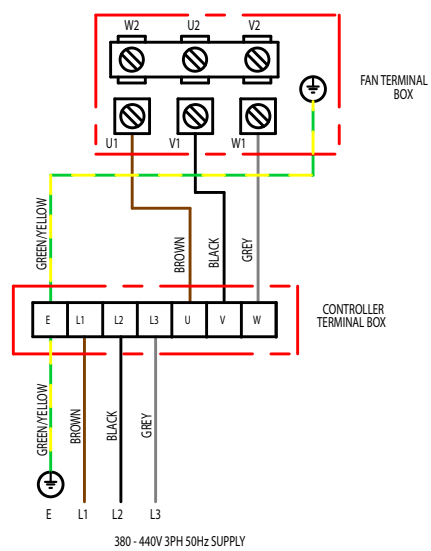 W2 U2 V2
FAN TERMINAL
BOX
U1 V1 W1
GREEN/YELLOW
BROWN
BLACK
GREY
CONTROLLER
TERMINAL BOX
E L1 L2 L3 U V W
GREEN/YELLOW
BROWN
BLACK
GREY
E L1 L2 L3
380 - 440V 3PH 50Hz SUPPLY